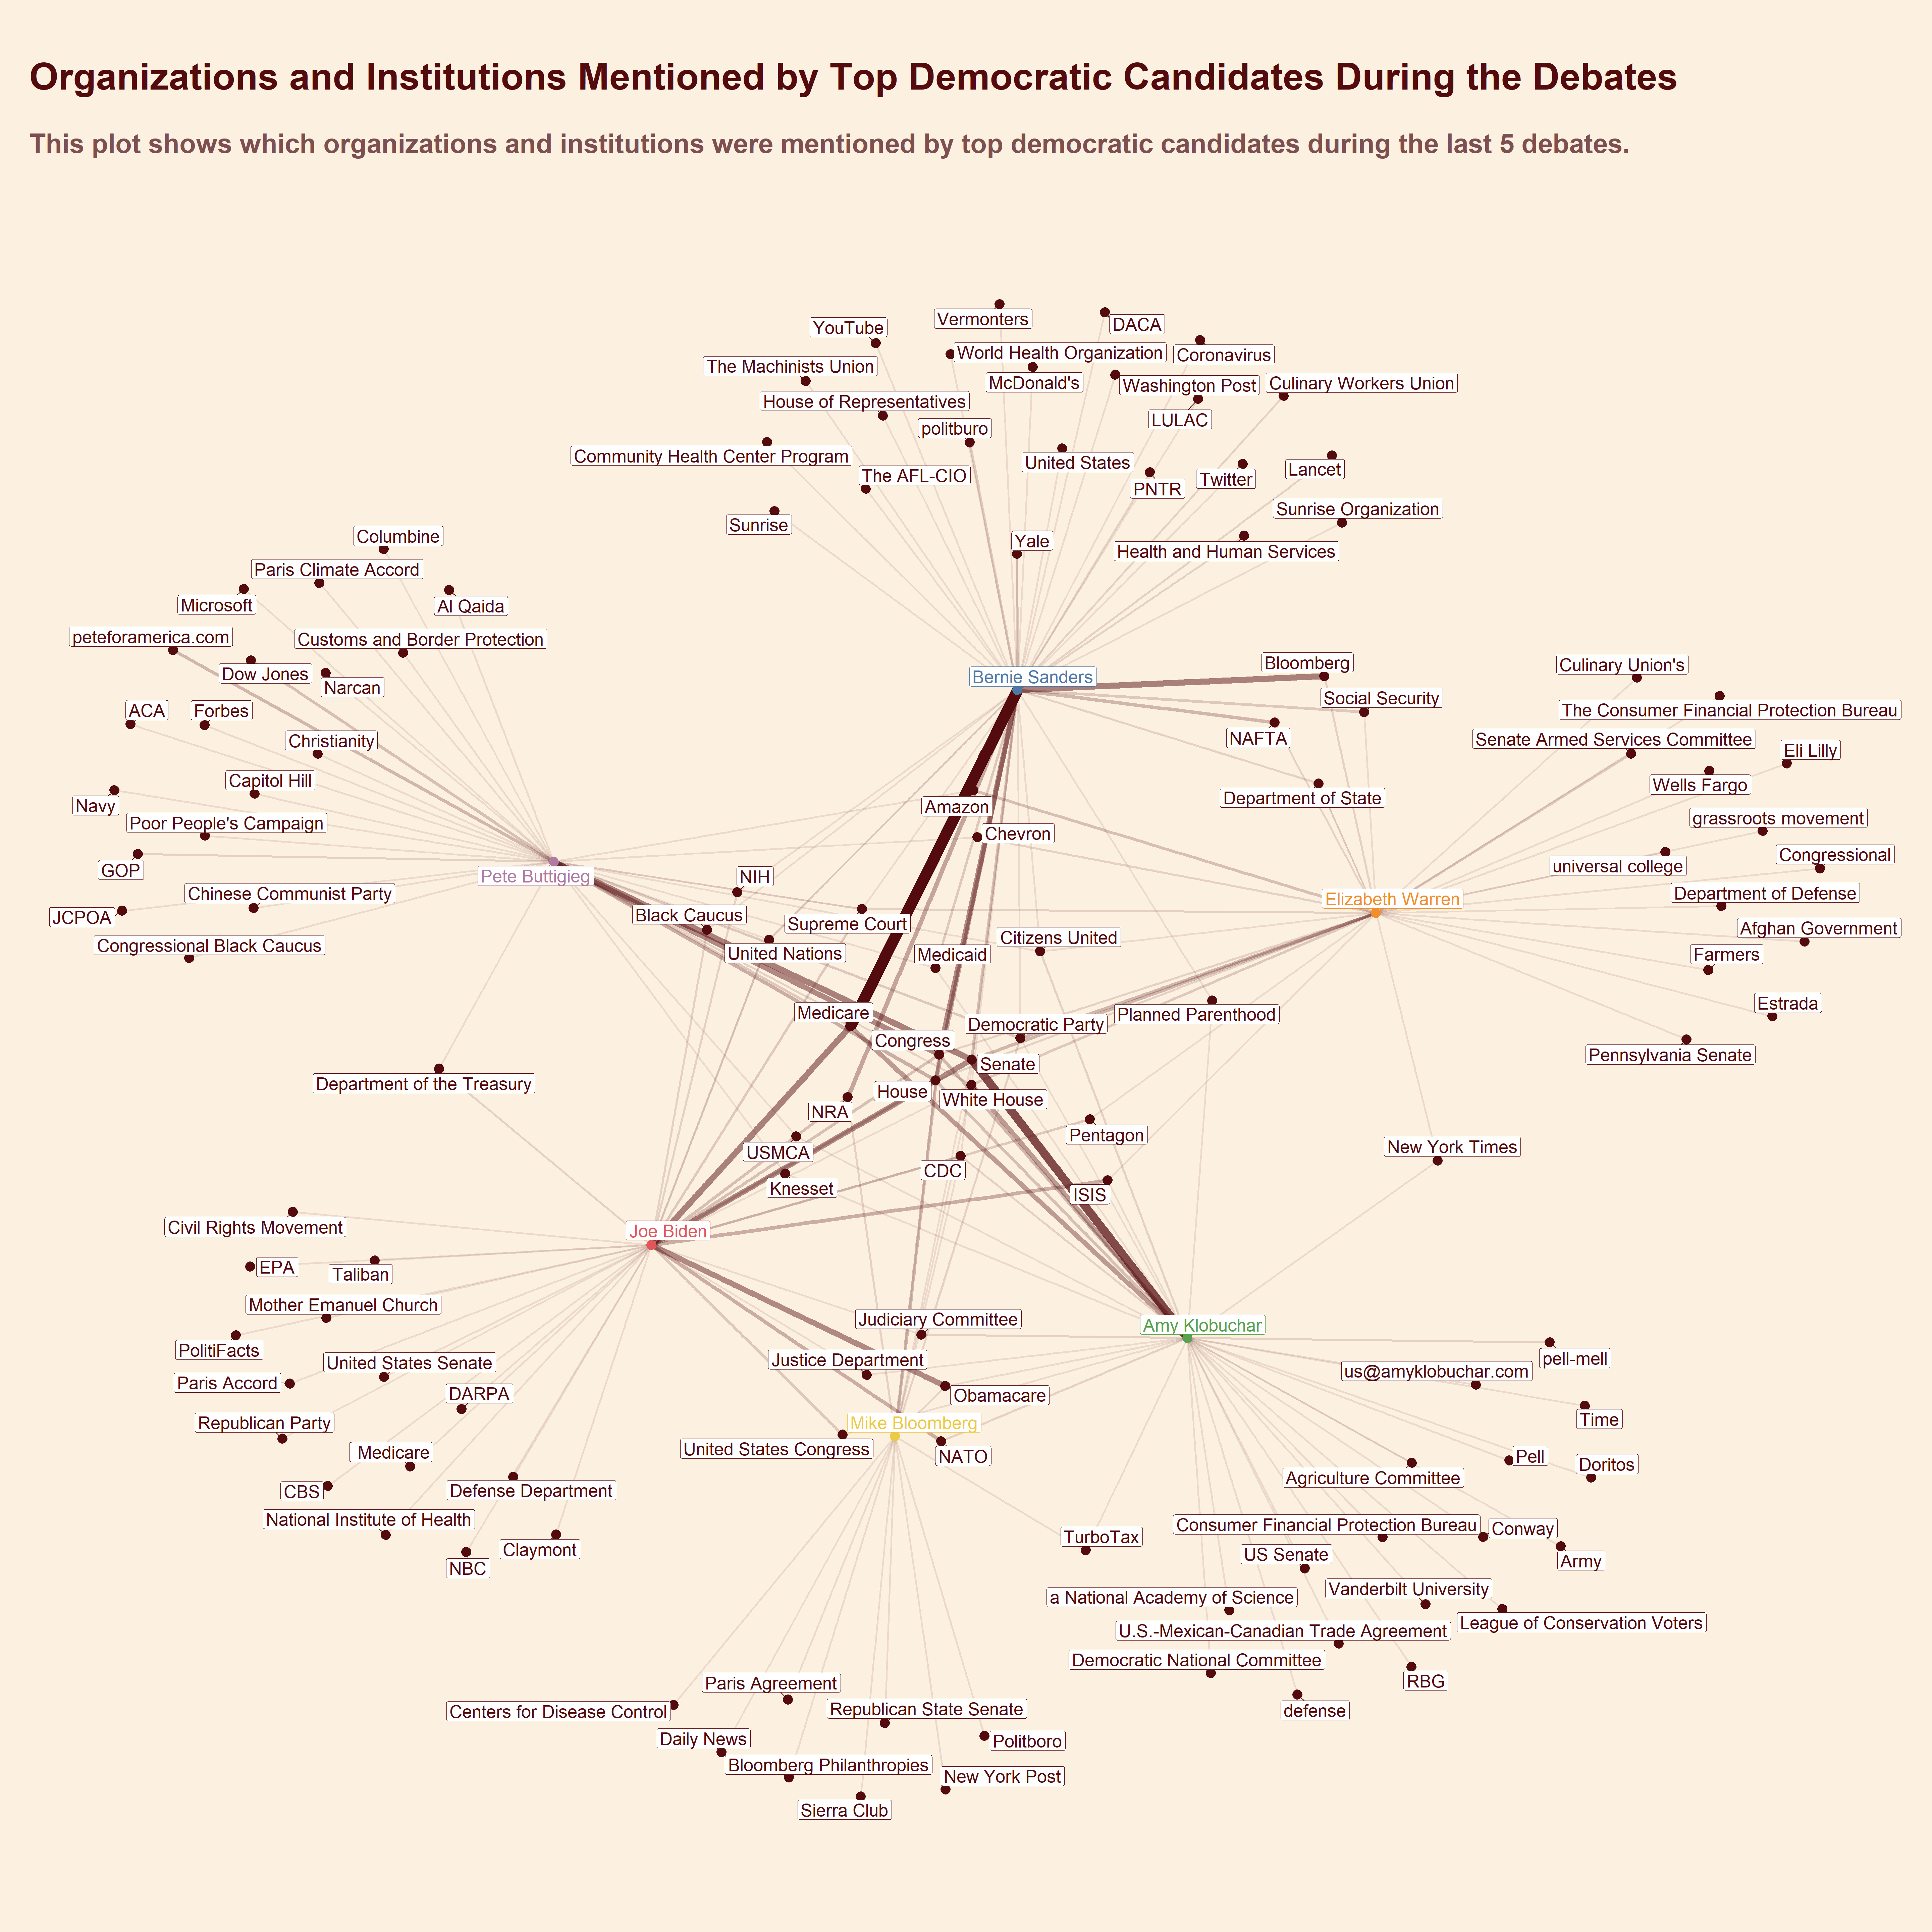 Organizations and Institutions Mentioned by Top Democratic Candidates During the Debates
This plot shows which organizations and institutions were mentioned by top democratic candidates during the last 5 debates.
Vermonters
DACA
YouTube
World Health Organization
Coronavirus
The Machinists Union
McDonald's
Washington Post
Culinary Workers Union
House of Representatives
LULAC
politburo
Community Health Center Program
United States
Lancet
The AFL-CIO
Twitter
PNTR
Sunrise Organization
Sunrise
Columbine
Yale
Health and Human Services
Paris Climate Accord
Microsoft
Al Qaida
peteforamerica.com
Customs and Border Protection
Dow Jones
Narcan
Bernie Sanders
Bloomberg
Culinary Union's
Social Security
ACA
Forbes
The Consumer Financial Protection Bureau
Christianity
NAFTA
Senate Armed Services Committee
Eli Lilly
Capitol Hill
Wells Fargo
Navy
Amazon
Department of State
Poor People's Campaign
Chevron
grassroots movement
GOP
Pete Buttigieg
NIH
universal college
Congressional
Chinese Communist Party
Elizabeth Warren
Department of Defense
JCPOA
Black Caucus
Supreme Court
Afghan Government
Congressional Black Caucus
United Nations
Citizens United
Medicaid
Farmers
Estrada
Medicare
Planned Parenthood
Democratic Party
Congress
Pennsylvania Senate
Senate
Department of the Treasury
House
White House
NRA
Pentagon
New York Times
USMCA
CDC
Knesset
ISIS
Civil Rights Movement
Joe Biden
EPA
Taliban
Mother Emanuel Church
Judiciary Committee
Amy Klobuchar
PolitiFacts
United States Senate
Justice Department
pell-mell
us@amyklobuchar.com
Paris Accord
DARPA
Obamacare
Republican Party
Mike Bloomberg
Time
Medicare
United States Congress
NATO
Pell
Doritos
Agriculture Committee
CBS
Defense Department
National Institute of Health
Consumer Financial Protection Bureau
Conway
TurboTax
Claymont
US Senate
Army
NBC
Vanderbilt University
a National Academy of Science
League of Conservation Voters
U.S.-Mexican-Canadian Trade Agreement
Democratic National Committee
Paris Agreement
RBG
Centers for Disease Control
Republican State Senate
defense
Daily News
Politboro
Bloomberg Philanthropies
New York Post
Sierra Club